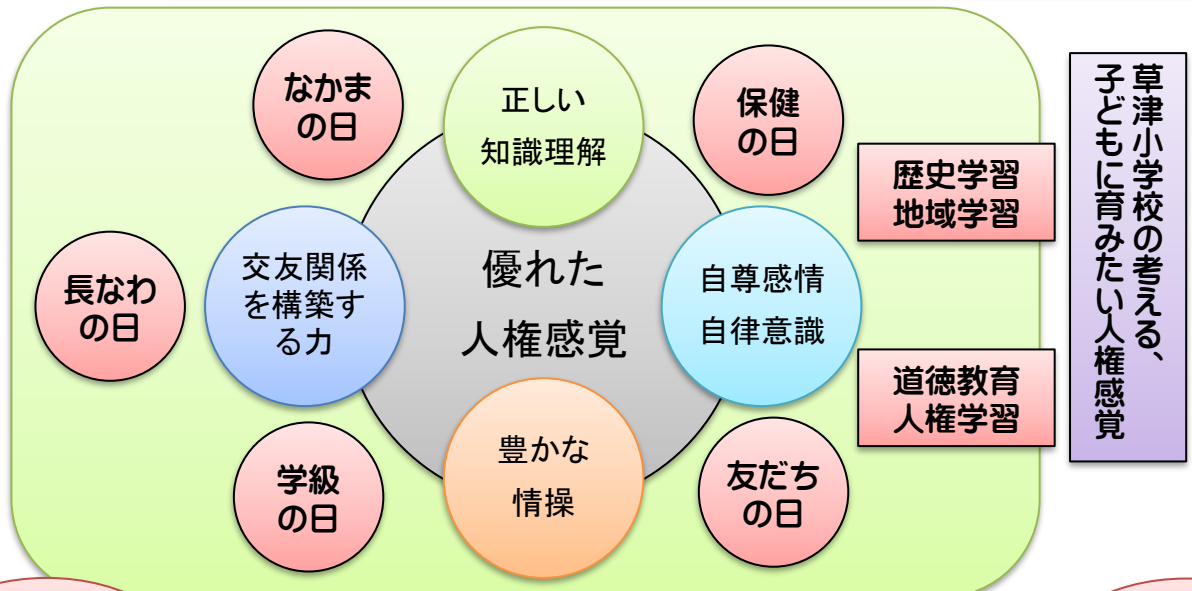 草津小学校の考える、
子どもに育みたい人権感覚
なかま
の日
正しい
知識理解
保健
の日
歴史学習
地域学習
長なわ
の日
交友関係
を構築す
る力
優れた
人権感覚
自尊感情
自律意識
道徳教育
人権学習
学級
の日
豊かな
情操
友だち
の日